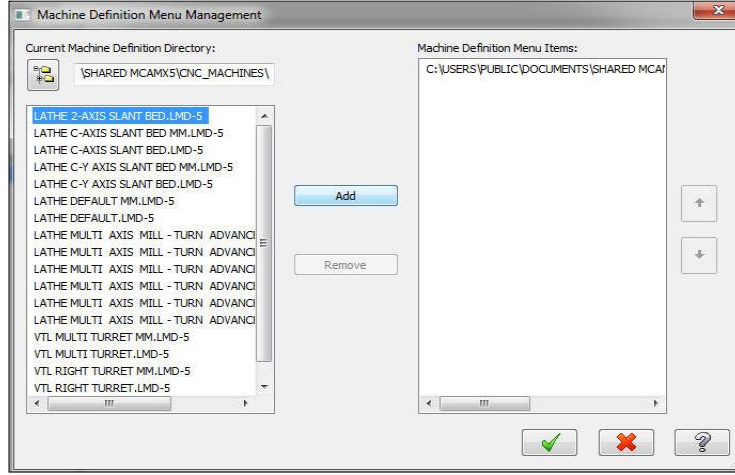 Machine Definition Menu Management
Current Machine Definition Directory:
\SHARED MCAMX5\CNC_MACHINES\
LATHE 2-AXIS SLANT BED.LMD-5
LATHE C-AXIS SLANT BED MM.LMD-5
LATHE C-AXIS SLANT BED.LMD-5
LATHE C-Y AXIS SLANT BED MM.LMD-5
LATHE C-Y AXIS SLANT BED.LMD-5
LATHE DEFAULT MM.LMD-5
LATHE DEFAULT.LMD-5
LATHE MULTI AXIS MILL - TURN ADVANC
LATHE MULTI AXIS MILL - TURN ADVANC
LATHE MULTI AXIS MILL - TURN ADVANC
LATHE MULTI AXIS MILL - TURN ADVANC
LATHE MULTI AXIS MILL - TURN ADVANC
LATHE MULTI AXIS MILL - TURN ADVANC
VTL MULTI TURRET MM.LMD-5
VTL MULTI TURRET.LMD-5
VTL RIGHT TURRET MM.LMD-5
VTL RIGHT TURRET.LMD-5
Add
Remove
Machine Definition Menu Items:
C:\USERS\PUBLIC\DOCUMENTS\SHARED MCA